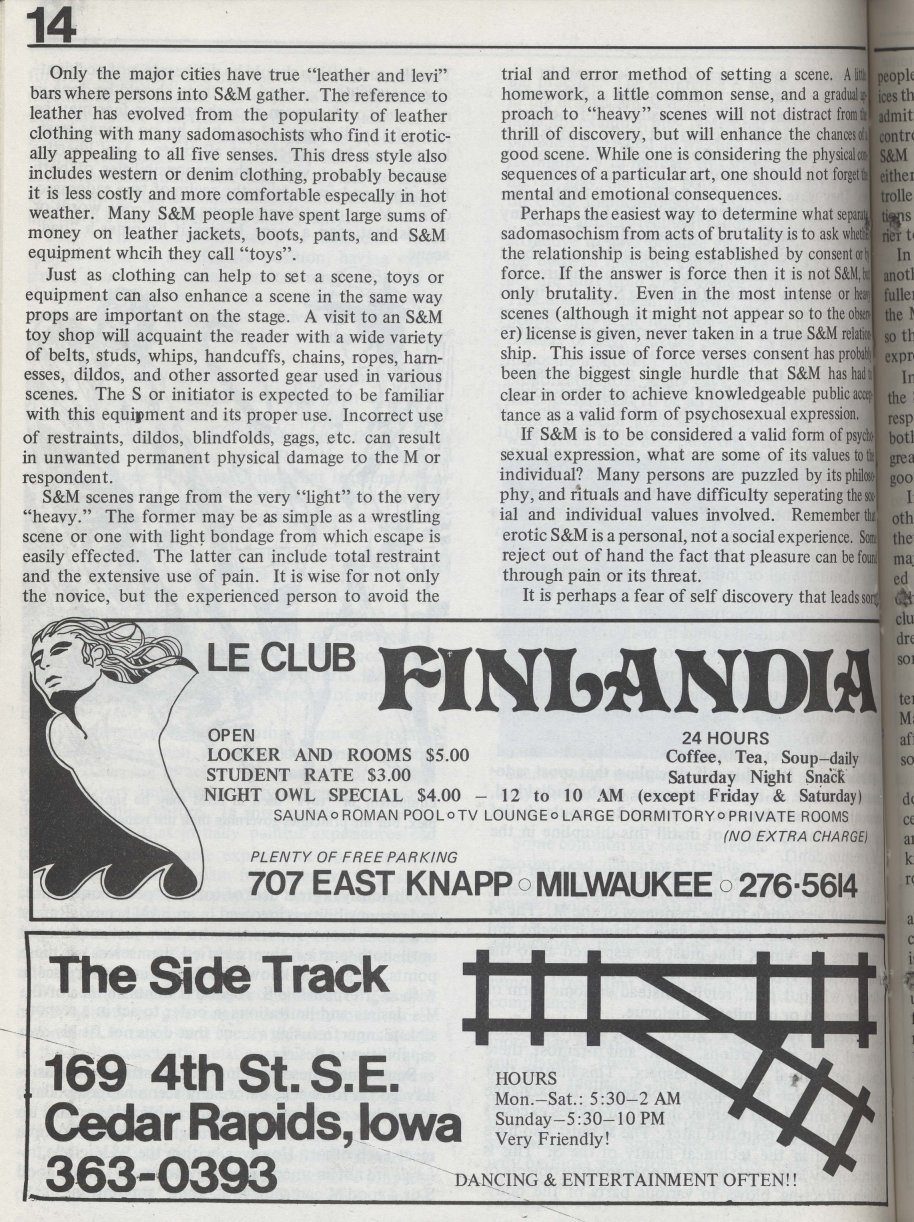 14
Only the major cities have true “leather and levi”
bars where persons into S&M gather. The reference to
leather has evolved from the popularity of leather
clothing with many sadomasochists who find it erotic-
ally appealing to all five senses. This dress style also
includes western or denim clothing, probably because
it is less costly and more comfortable especally in hot
weather. Many S&M people have spent large sums of
money on leather jackets, boots, pants, and S&M
equipment whcih they call “toys”.
Just as clothing can help to set a scene, toys or
equipment can also enhance a scene in the same way
props are important on the stage. A visit to an S&M
toy shop will acquaint the reader with a wide variety
of belts, studs, whips, handcuffs, chains, ropes, harn-
esses, dildos, and other assorted gear used in various
scenes. The S or initiator is expected to be familiar
with this equipment and its proper use. Incorrect use
of restraints, dildos, blindfolds, gags, etc. can result
in unwanted permanent physical damage to the M or
respondent.
S&M scenes range from the very “light” to the very
“heavy.” The former may be as simple as a wrestling
scene or one with light bondage from which escape is
easily effected. The latter can include total restraint
and the extensive use of pain. It is wise for not only
the novice, but the experienced person to avoid the
trial and error method of setting a scene. A little
homework, a little common sense, and a gradual ap-
proach to “heavy” scenes will not distract from the
thrill of discovery, but will enhance the chances of a
good scene. While one is considering the physical con-
sequences of a particular art, one should not forget the
mental and emotional consequences.
Perhaps the easiest way to determine what separates
sadomasochism from acts of brutality is to ask whether
the relationship is being established by consent or by
force. If the answer is force then it is not S&M, but
only brutality. Even in the most intense or heavy
scenes (although it might not appear so to the observ-
er) license is given, never taken in a true S&M relation-
ship. This issue of force verses consent has probably
been the biggest single hurdle that S&M has had to
clear in order to achieve knowledgeable public accep-
tance as a valid form of psychosexual expression.
If S&M is to be considered a valid form of psycho-
sexual expression, what are some of its values to the
individual? Many persons are puzzled by its philoso-
phy, and rituals and have difficulty seperating the soc-
ial and individual values involved. Remember that
erotic S&M is a personal, not a social experience. Some
reject out of hand the fact that pleasure can be found
through pain or its threat.
It is perhaps a fear of self discovery that leads some
LE CLUB FINLANDIA
OPEN 24 HOURS
LOCKER AND ROOMS $5.00 Coffee, Tea, Soup—daily
STUDENT RATE $3.00 Saturday Night Snack
NIGHT OWL SPECIAL $4.00 — 12 to 10 AM (except Friday & Saturday)
SAUNA∘ROMAN POOL∘TV LOUNGE∘LARGE DORMITORY∘PRIVATE ROOMS
(NO EXTRA CHARGE)
PLENTY OF FREE PARKING
707 EAST KNAPP ○ MILWAUKEE ○ 276-5614
The Side Track
169 4th St. S.E.
Cedar Rapids, Iowa
363-0393
HOURS
Mon.—Sat.: 5:30—2 AM
Sunday—5:30—10 PM
Very Friendly!
DANCING & ENTERTAINMENT OFTEN!!